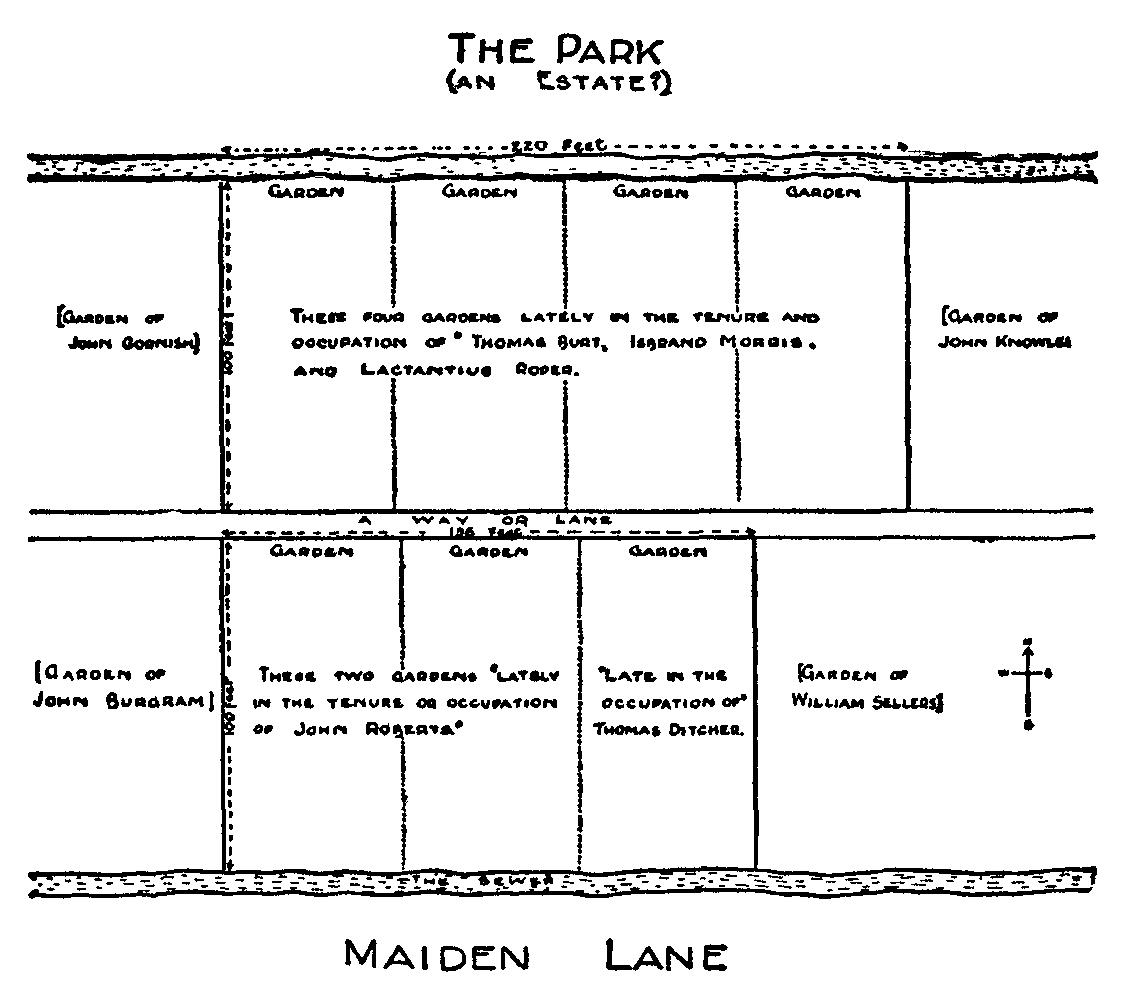 THE PARK
(AN ESTATE?)
220 FEET
GARDEN GARDEN GARDEN GARDEN
[GARDEN OF
JOHN CORNISH]
100 FEET
THESE FOUR GARDENS LATELY IN THE TENURE AND
OCCUPATION OF "THOMAS BURT, ISBRAND MORRIS,
AND LACTANTIUS ROPER.
[GARDEN OF
JOHN KNOWLES
A WAY OR LANE
156 FEET
GARDEN GARDEN GARDEN
[GARDEN OF
JOHN BURGRAM]
100 FEET
THESE TWO GARDENS "LATELY
IN THE TENURE OR OCCUPATION
OF JOHN ROBERTS"
"LATE IN THE
OCCUPATION OF"
THOMAS DITCHER.
[GARDEN OF
WILLIAM SELLERS]
N
W E
S
THE SEWER
MAIDEN LANE